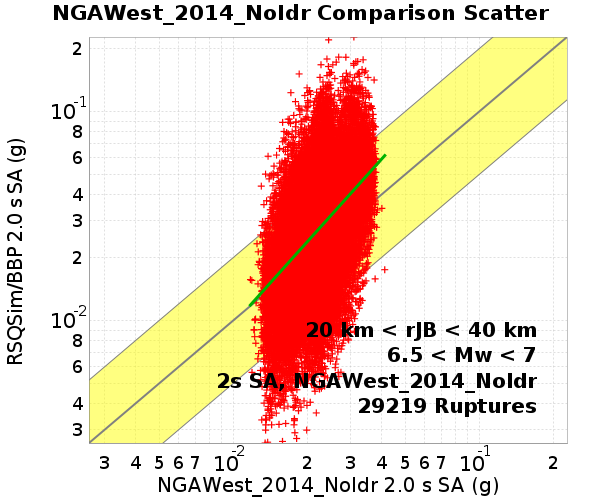 NGAWest_2014_NoIdr Comparison Scatter
RSQSim/BBP 2.0 s SA (g)
2
10-1
8
6
4
3
2
10-2
8
6
4
3
20 km < rJB < 40 km
6.5 < Mw < 7
2s SA, NGAWest_2014_NoIdr
29219 Ruptures
3 4 5 6 7 10-2 2 3 4 5 6 7 10-1 2
NGAWest_2014_NoIdr 2.0 s SA (g)